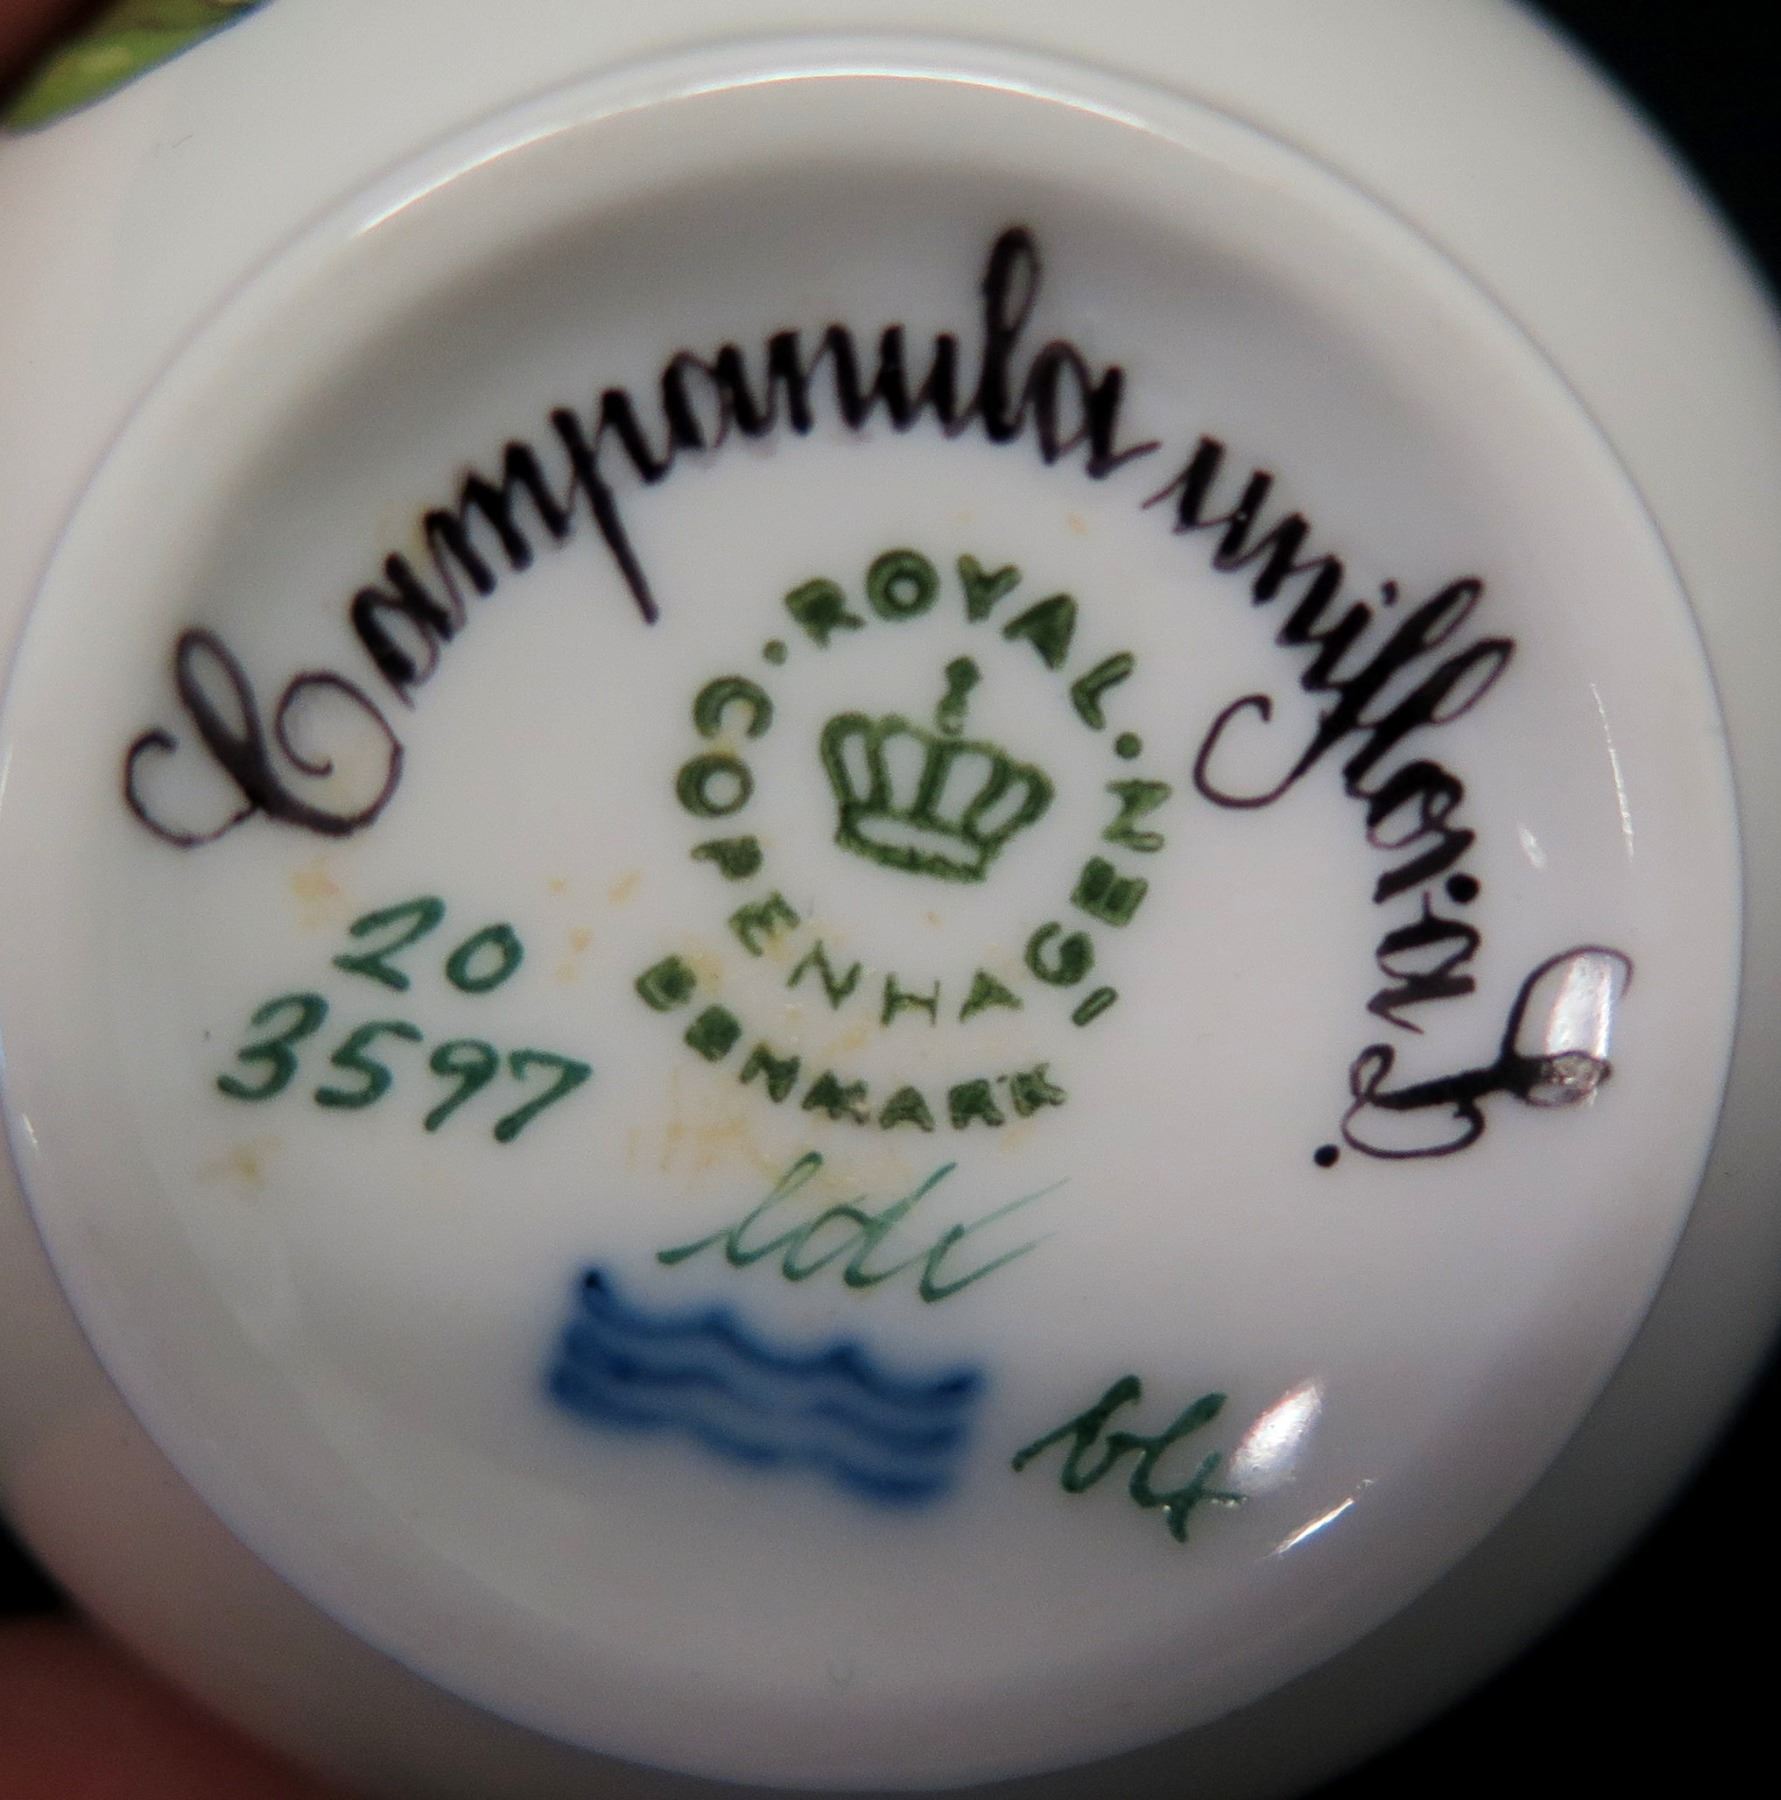 Campanula uniflora L.
ROYAL
COPENHAGEN
DENMARK
20
3597